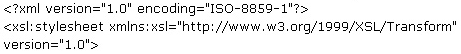 <?xml version="1.0" encoding="ISO-8859-1"?>
<xsl:stylesheet xmlns:xsl="http://www.w3.org/1999/XSL/Transform"
version="1.0">